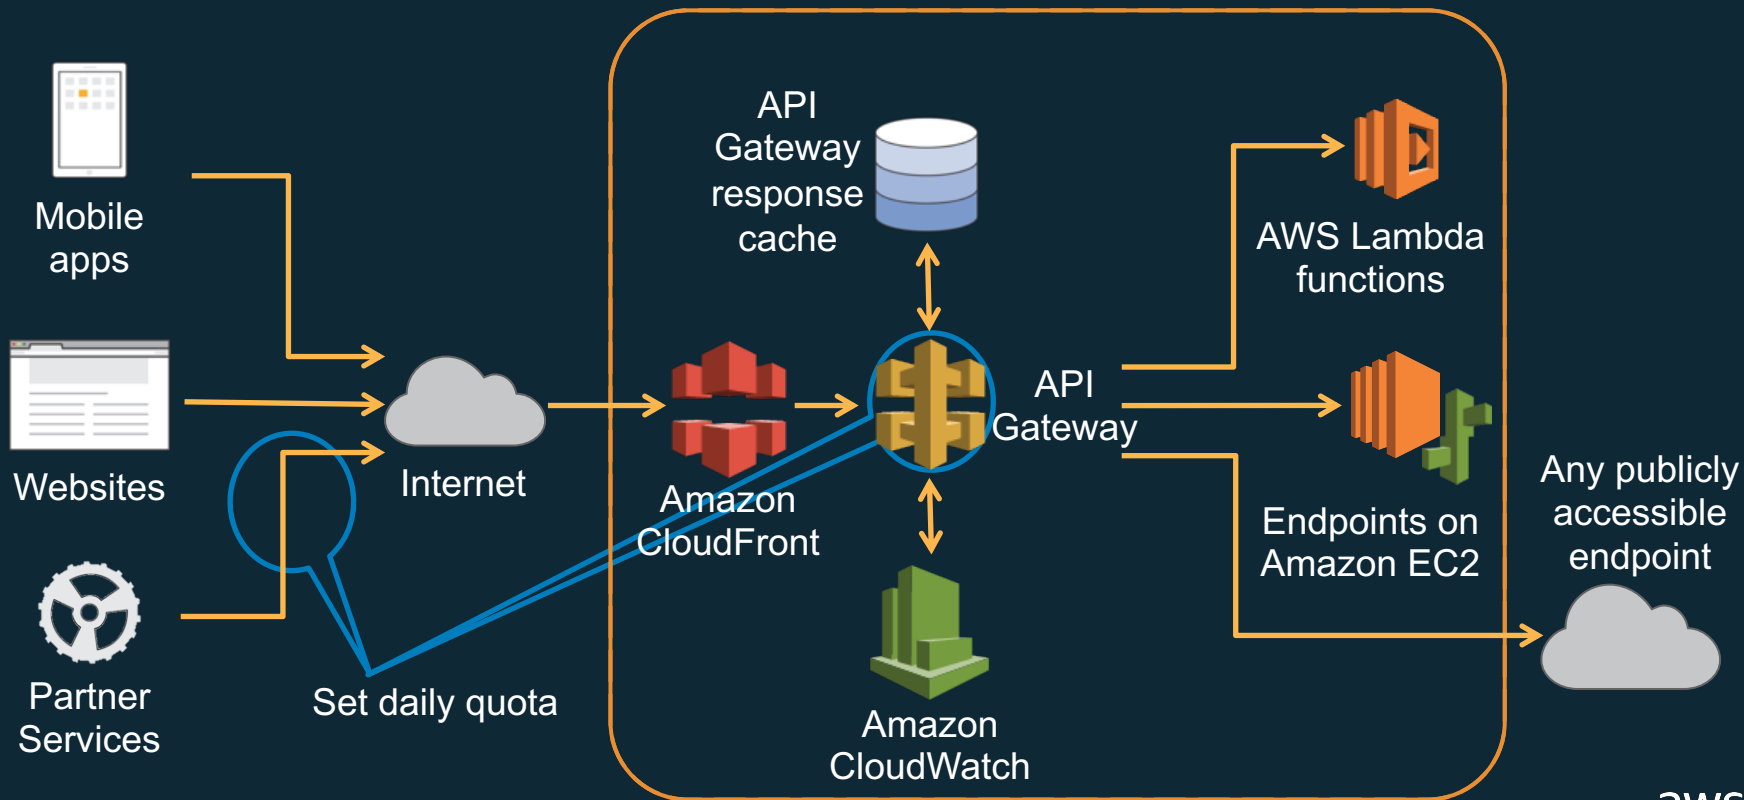 Mobile
apps
Websites
Partner
Services
Internet
Set daily quota
API
Gateway
response
cache
Amazon
CloudFront
API
Gateway
Amazon
CloudWatch
AWS Lambda
functions
Endpoints on
Amazon EC2
Any publicly
accessible
endpoint
aws